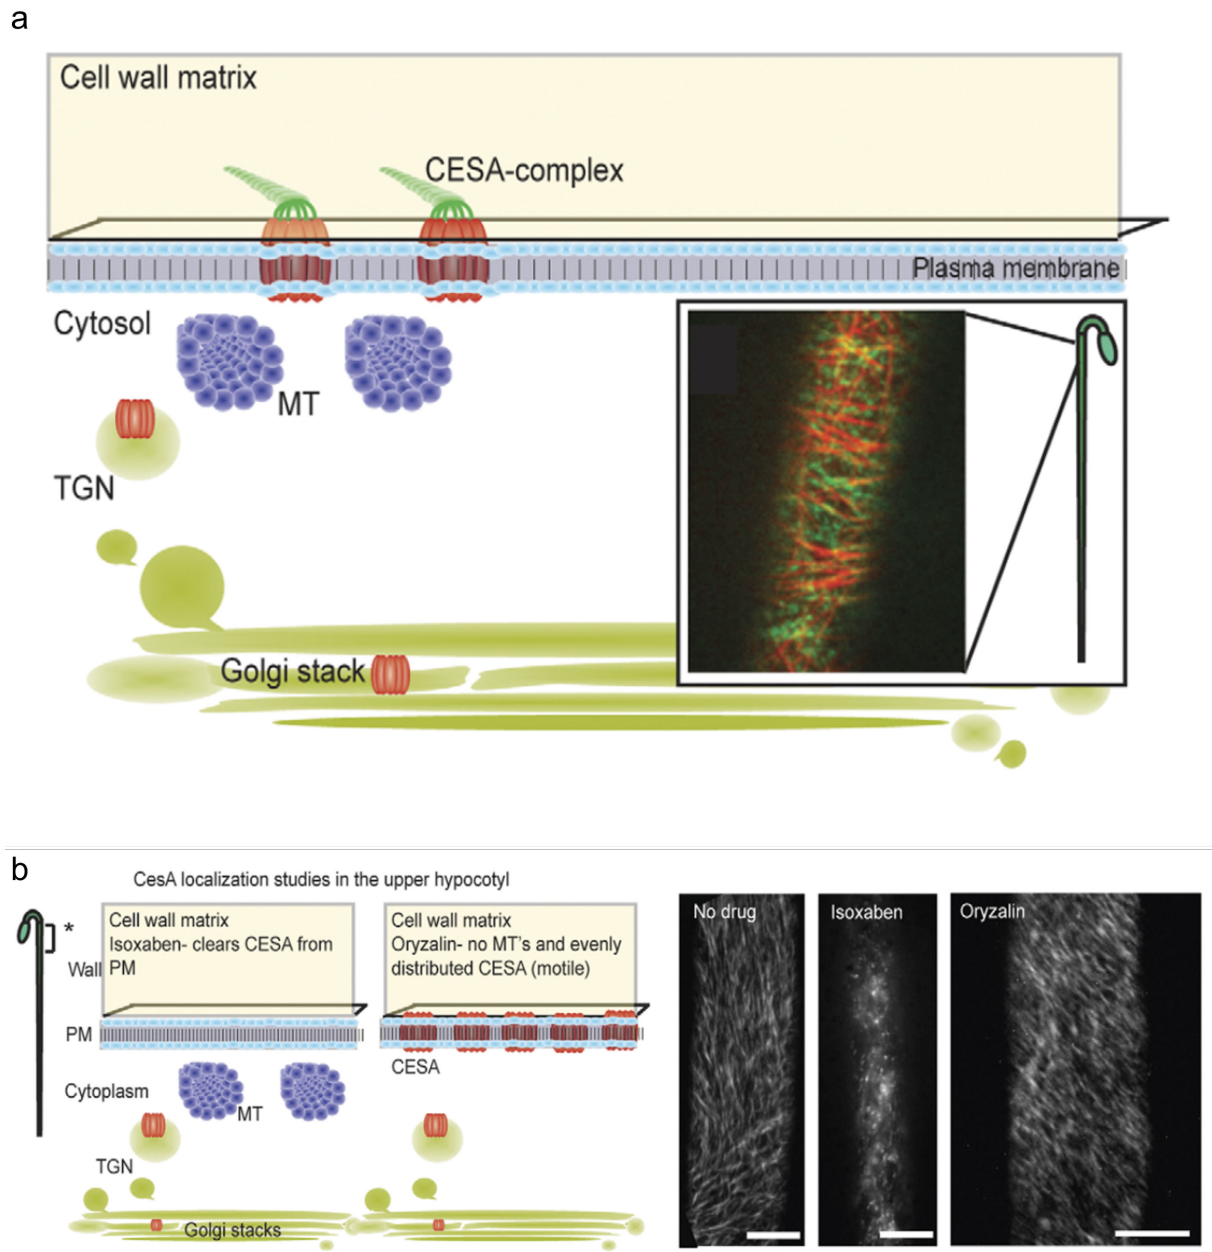 a
Cell wall matrix
CESA-complex
Plasma membrane
Cytosol
MT
TGN
Golgi stack
b
CesA localization studies in the upper hypocotyl
*
Wall
PM
Cytoplasm
Cell wall matrix
Isoxaben- clears CESA from
PM
MT
TGN
Golgi stacks
Cell wall matrix
Oryzalin- no MT's and evenly
distributed CESA (motile)
CESA
No drug
Isoxaben
Oryzalin